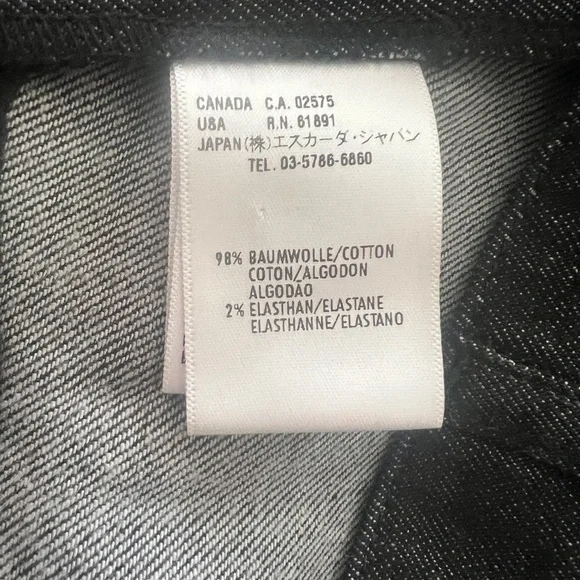 CANADA C.A. 02575
USA R.N. 81891
JAPAN (株)エスカーダ・ジャパン
TEL. 03-5786-6860
98% BAUMWOLLE/COTTON
COTON/ALGODON
ALGODÃO
2% ELASTHAN/ELASTANE
ELASTHANNE/ELASTANO